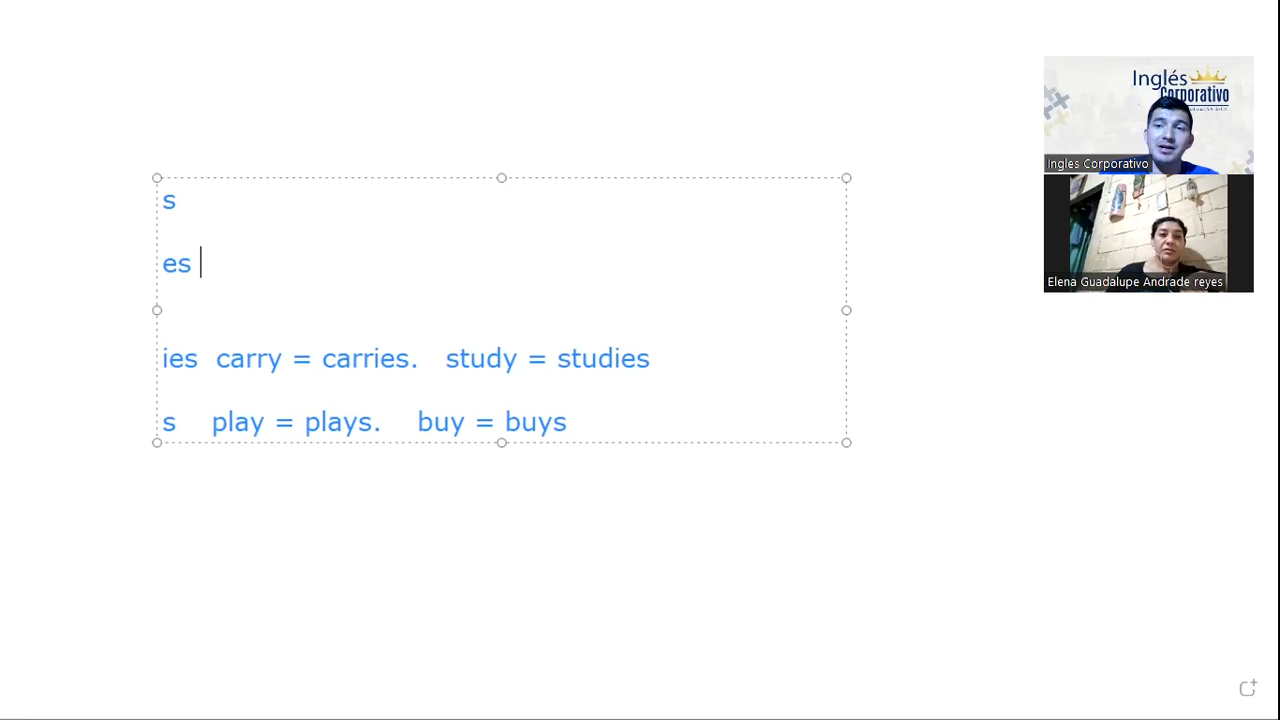 s
es
ies  carry = carries.   study = studies
s    play = plays.    buy = buys
Inglés
Corporativo
Ingles Corporativo
Elena Guadalupe Andrade reyes